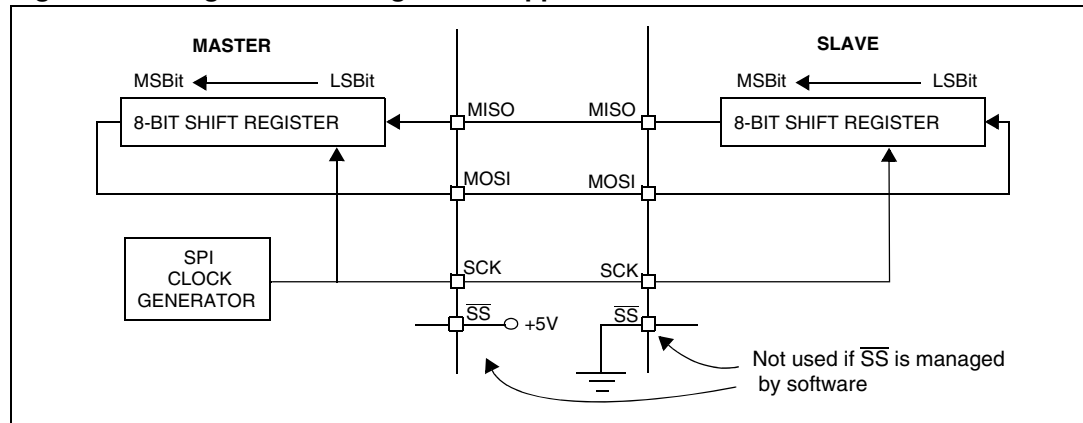 MASTER
SLAVE
MSBit
LSBit
MSBit
LSBit
8-BIT SHIFT REGISTER
MISO
MISO
8-BIT SHIFT REGISTER
MOSI
MOSI
SPI
CLOCK
GENERATOR
SCK
SCK
SS
+5V
SS
Not used if SS is managed
by software